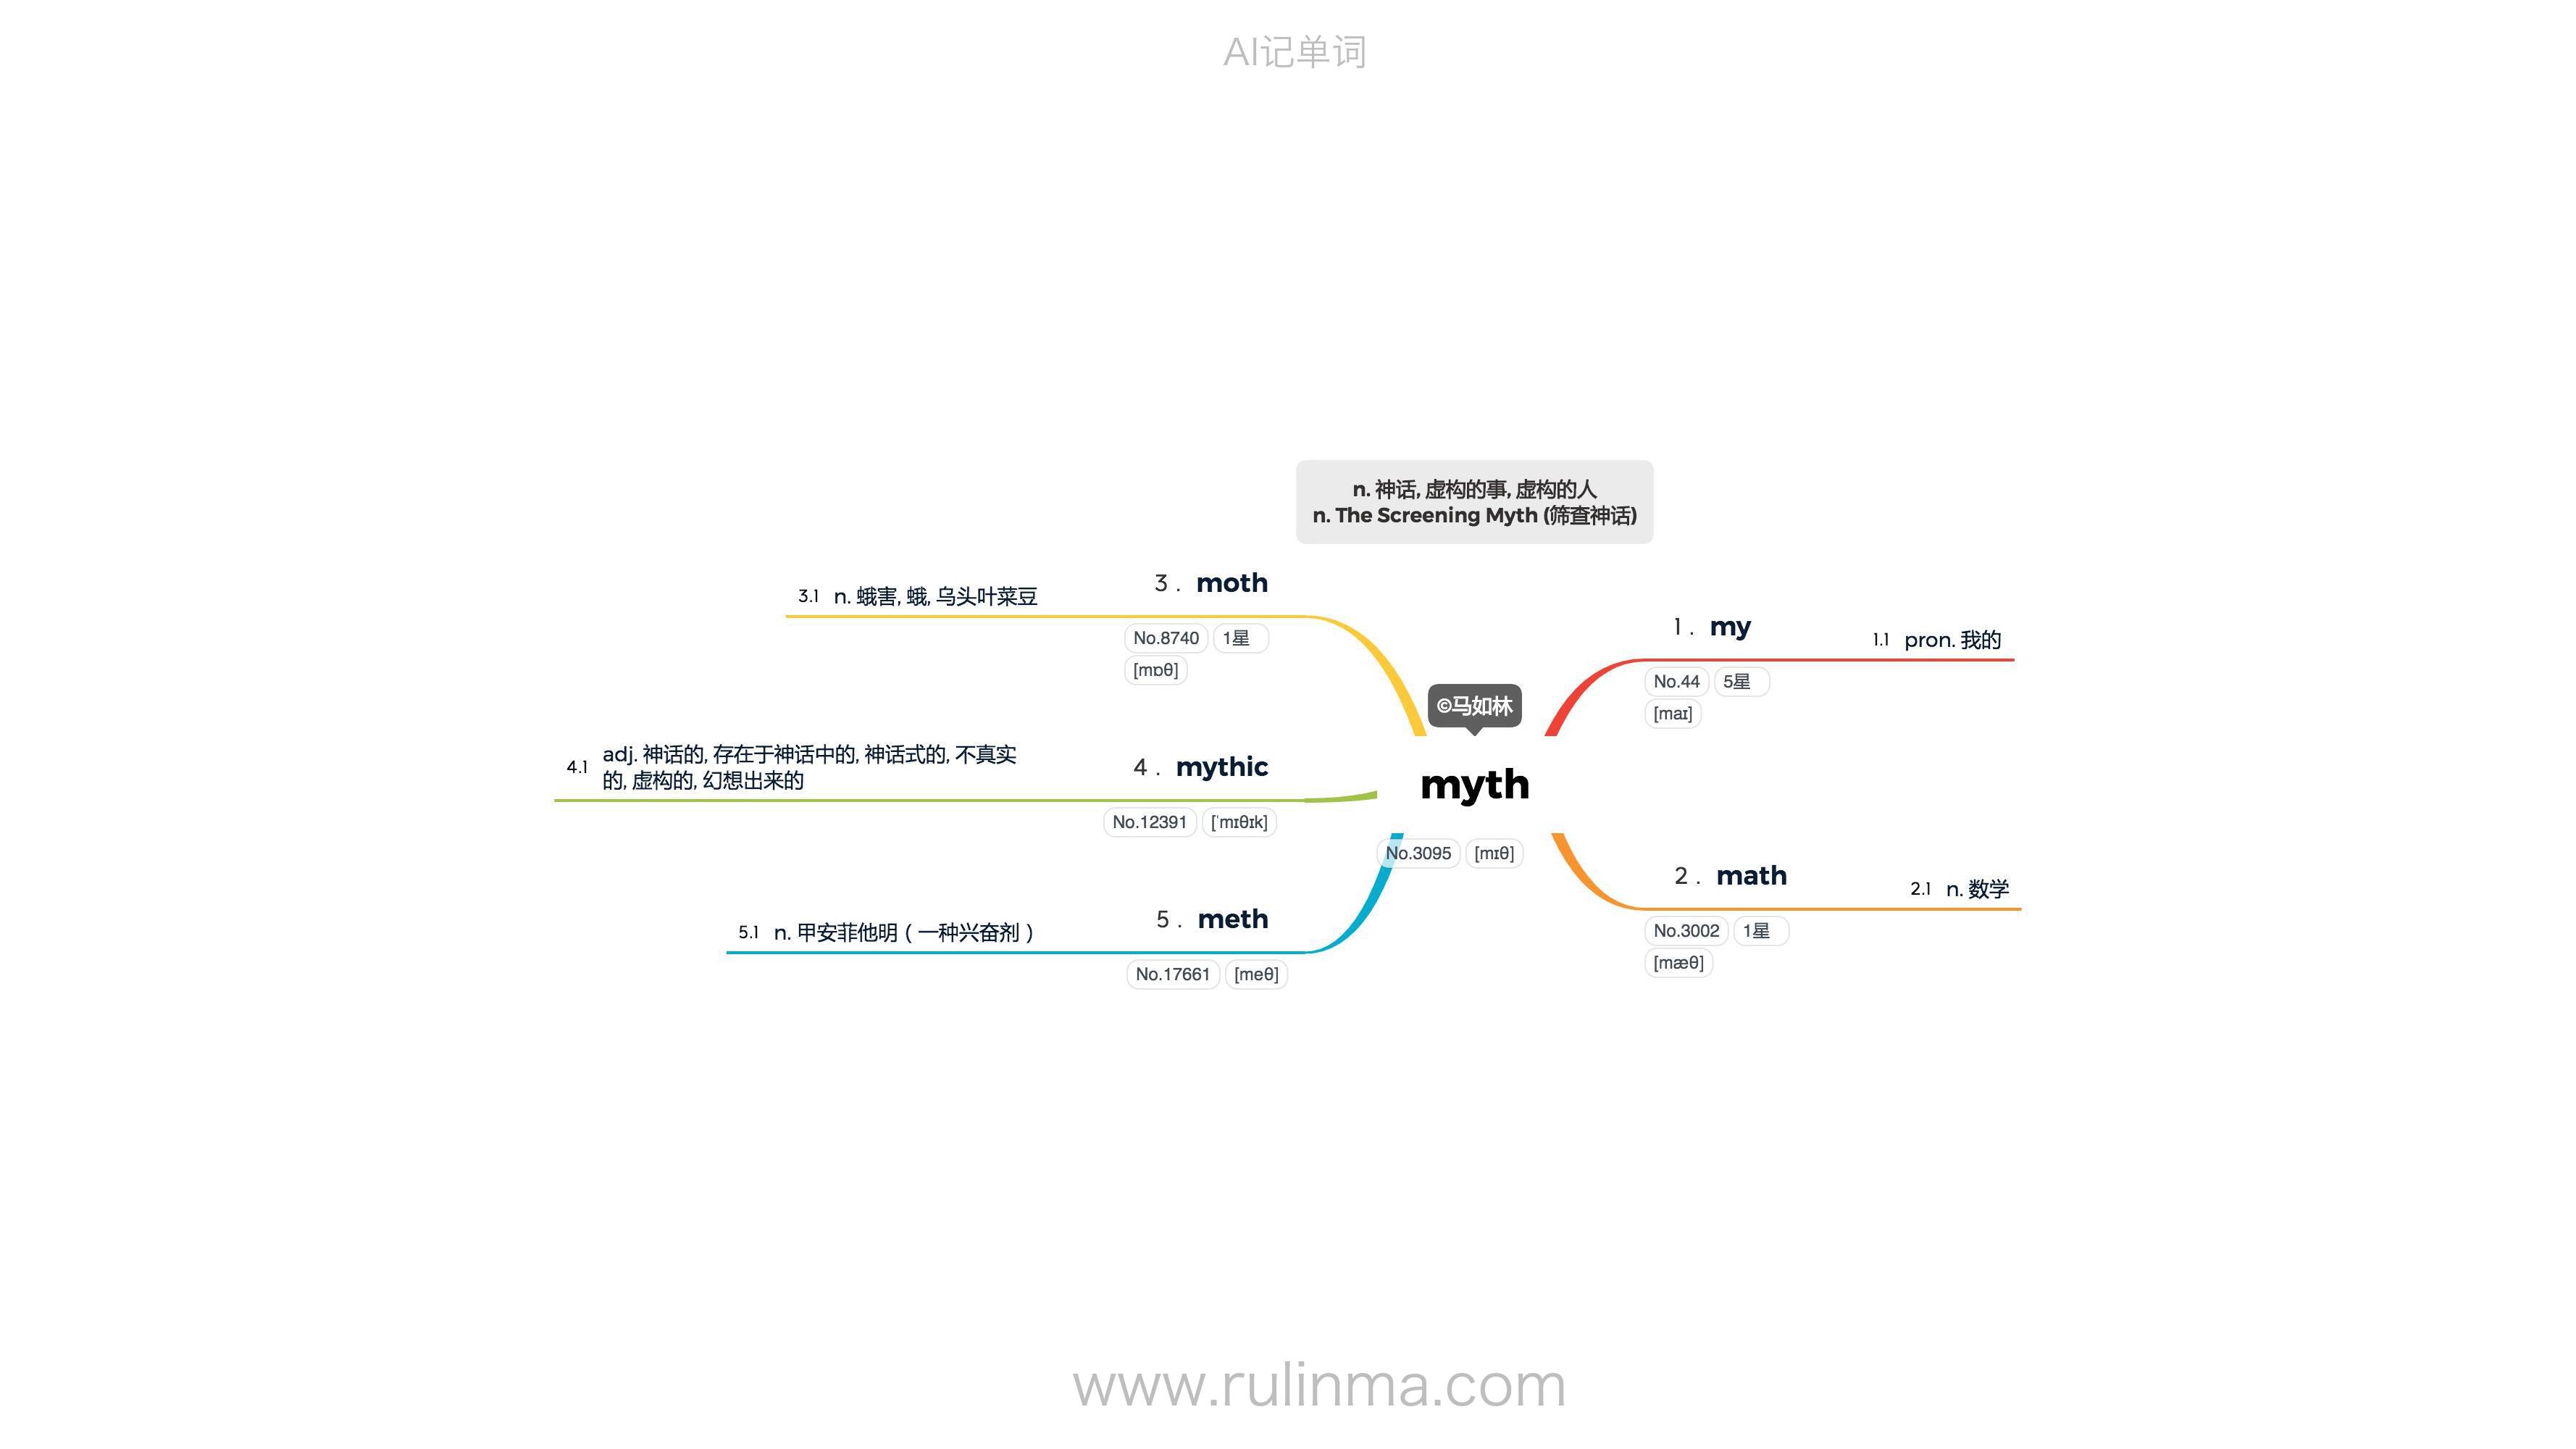 AI记单词
n. 神话, 虚构的事, 虚构的人
n. The Screening Myth (筛查神话)
©马如林
myth
No.3095 [mɪθ]
1 . my
1.1 pron. 我的
No.44 5星
[maɪ]
2 . math
2.1 n. 数学
No.3002 1星
[mæθ]
3 . moth
3.1 n. 蛾害, 蛾, 乌头叶菜豆
No.8740 1星
[mɒθ]
4 . mythic
4.1 adj. 神话的, 存在于神话中的, 神话式的, 不真实
的, 虚构的, 幻想出来的
No.12391 [ˈmɪθɪk]
5 . meth
5.1 n. 甲安菲他明（一种兴奋剂）
No.17661 [meθ]
www.rulinma.com